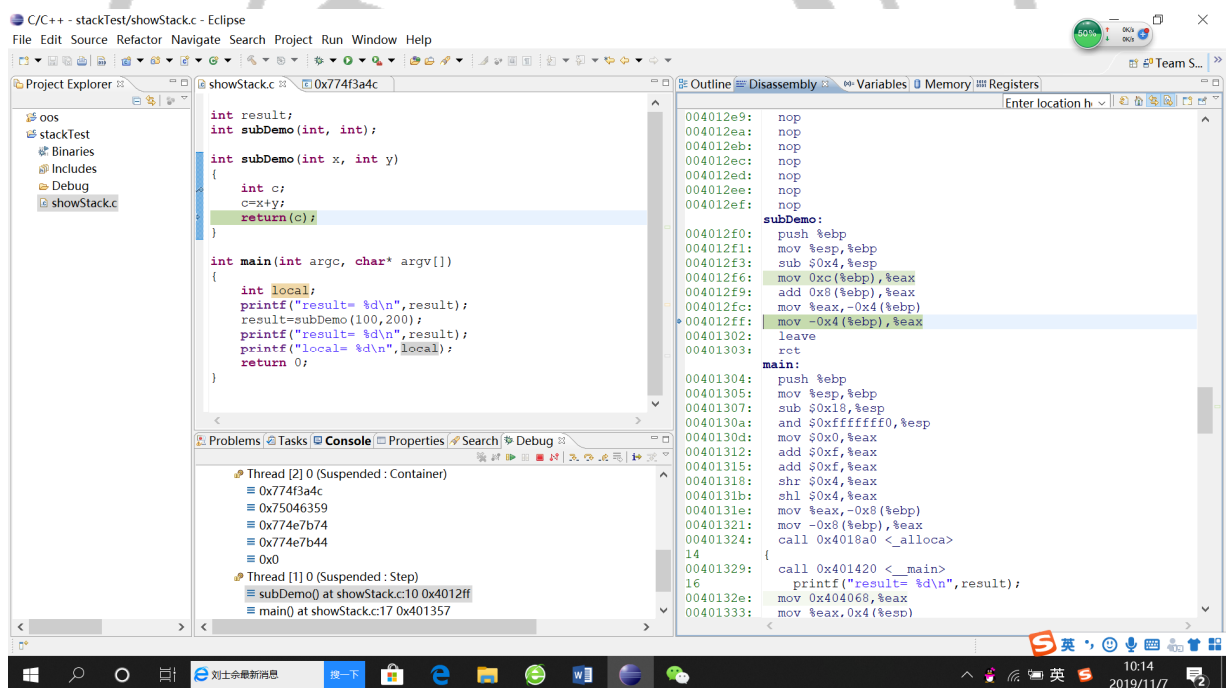 C/C++ - stackTest/showStack.c - Eclipse
File Edit Source Refactor Navigate Search Project Run Window Help
50%
0K/s
0K/s
Team S...
Project Explorer
oos
stackTest
Binaries
Includes
Debug
showStack.c
showStack.c
0x774f3a4c
int result;
int subDemo(int, int);
int subDemo(int x, int y)
{
int c;
c=x+y;
return(c);
}
int main(int argc, char* argv[])
{
int local;
printf("result= %d\n",result);
result=subDemo(100,200);
printf("result= %d\n",result);
printf("local= %d\n",local);
return 0;
}
Problems Tasks Console Properties Search Debug
Thread [2] 0 (Suspended : Container)
0x774f3a4c
0x75046359
0x774e7b74
0x774e7b44
0x0
Thread [1] 0 (Suspended : Step)
subDemo() at showStack.c:10 0x4012ff
main() at showStack.c:17 0x401357
Outline Disassembly Variables Memory Registers
Enter location h
004012e9: nop
004012ea: nop
004012eb: nop
004012ec: nop
004012ed: nop
004012ee: nop
004012ef: nop
subDemo:
004012f0: push %ebp
004012f1: mov %esp,%ebp
004012f3: sub $0x4,%esp
004012f6: mov 0xc(%ebp),%eax
004012f9: add 0x8(%ebp),%eax
004012fc: mov %eax,-0x4(%ebp)
004012ff: mov -0x4(%ebp),%eax
00401302: leave
00401303: ret
main:
00401304: push %ebp
00401305: mov %esp,%ebp
00401307: sub $0x18,%esp
0040130a: and $0xfffffff0,%esp
0040130d: mov $0x0,%eax
00401312: add $0xf,%eax
00401315: add $0xf,%eax
00401318: shr $0x4,%eax
0040131b: shl $0x4,%eax
0040131e: mov %eax,-0x8(%ebp)
00401321: mov -0x8(%ebp),%eax
00401324: call 0x4018a0 <_alloca>
14 {
00401329: call 0x401420 <__main>
16 printf("result= %d\n",result);
0040132e: mov 0x404068,%eax
00401333: mov %eax,0x4(%esp)
英
刘士余最新消息
搜一下
英
10:14
2019/11/7
2